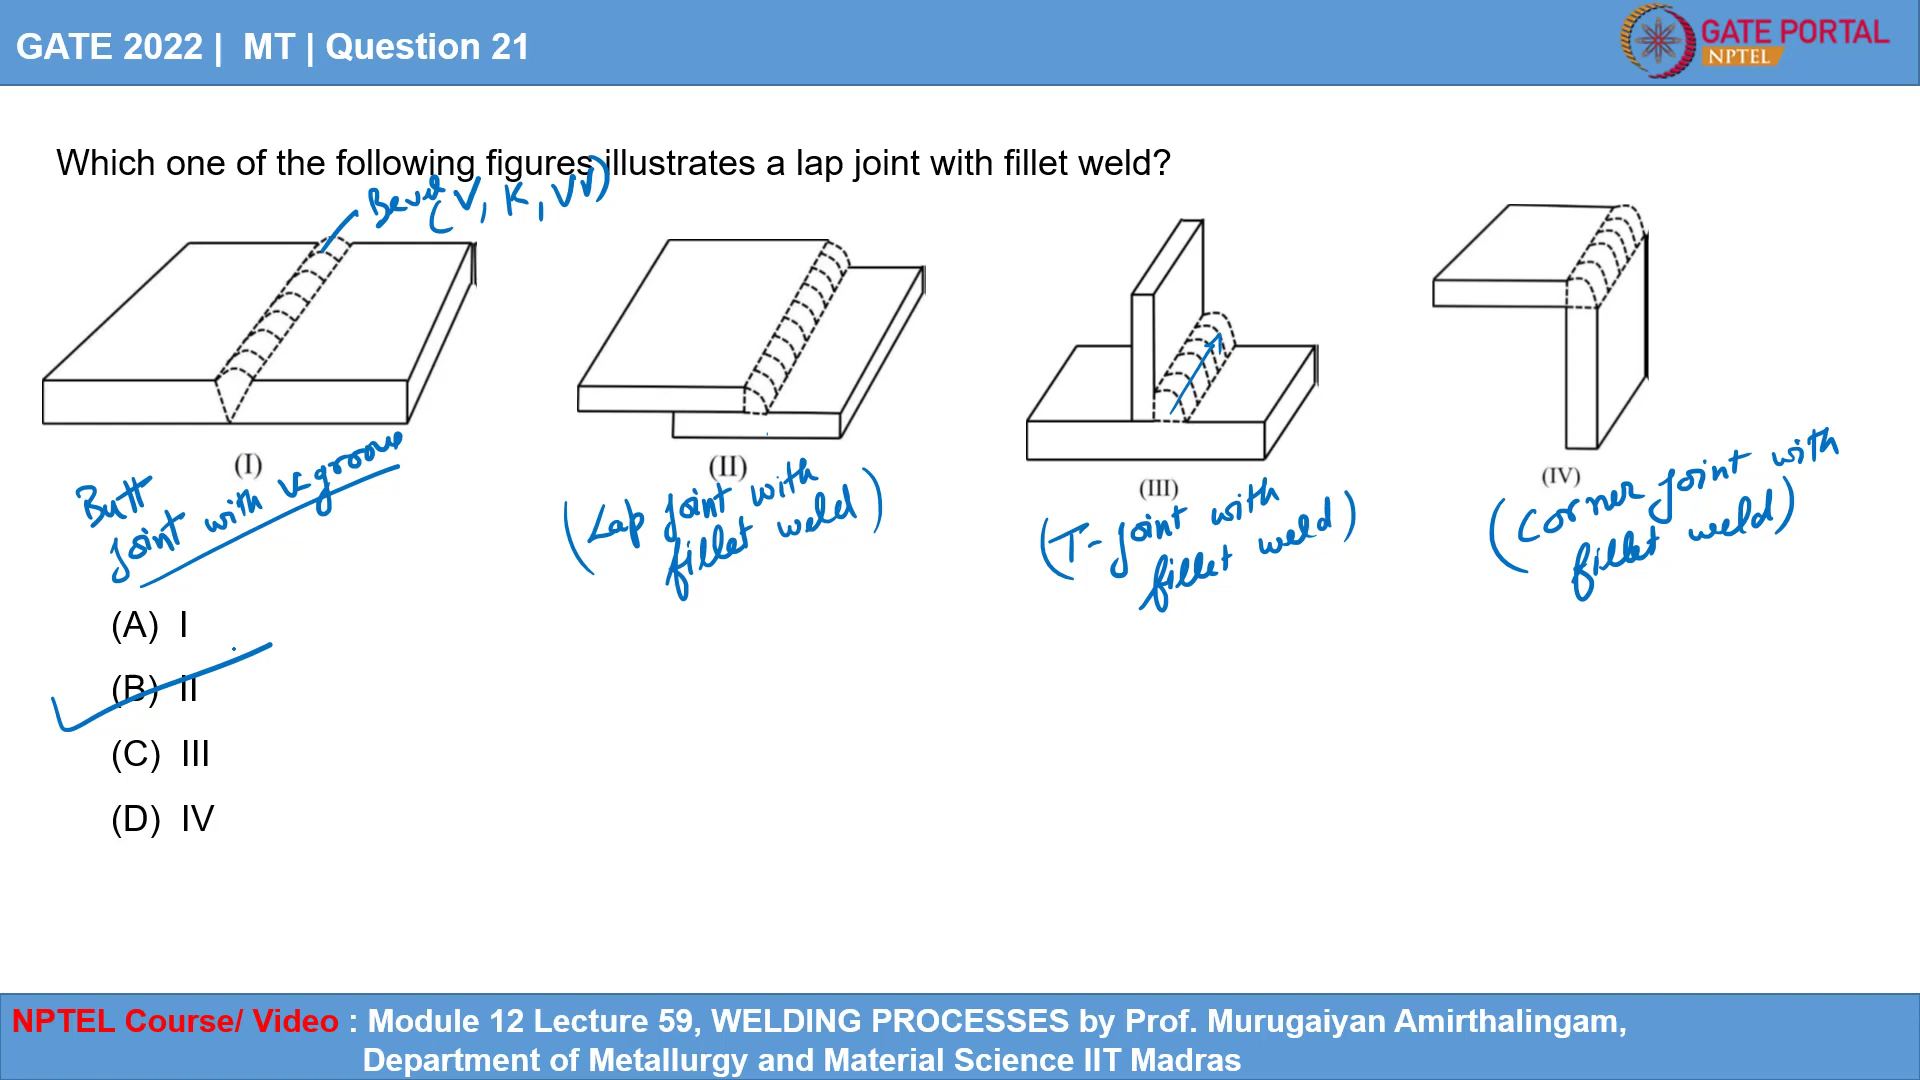 GATE 2022 | MT | Question 21
GATE PORTAL
NPTEL
Which one of the following figures illustrates a lap joint with fillet weld?
Bevel
(V, K, VV)
(I)
(II)
(III)
(IV)
Butt
joint with V-groove
(Lap joint with
fillet weld)
(T-joint with
fillet weld)
(Corner joint with
fillet weld)
(A) I
(B) II
(C) III
(D) IV
NPTEL Course/ Video : Module 12 Lecture 59, WELDING PROCESSES by Prof. Murugaiyan Amirthalingam,
Department of Metallurgy and Material Science IIT Madras